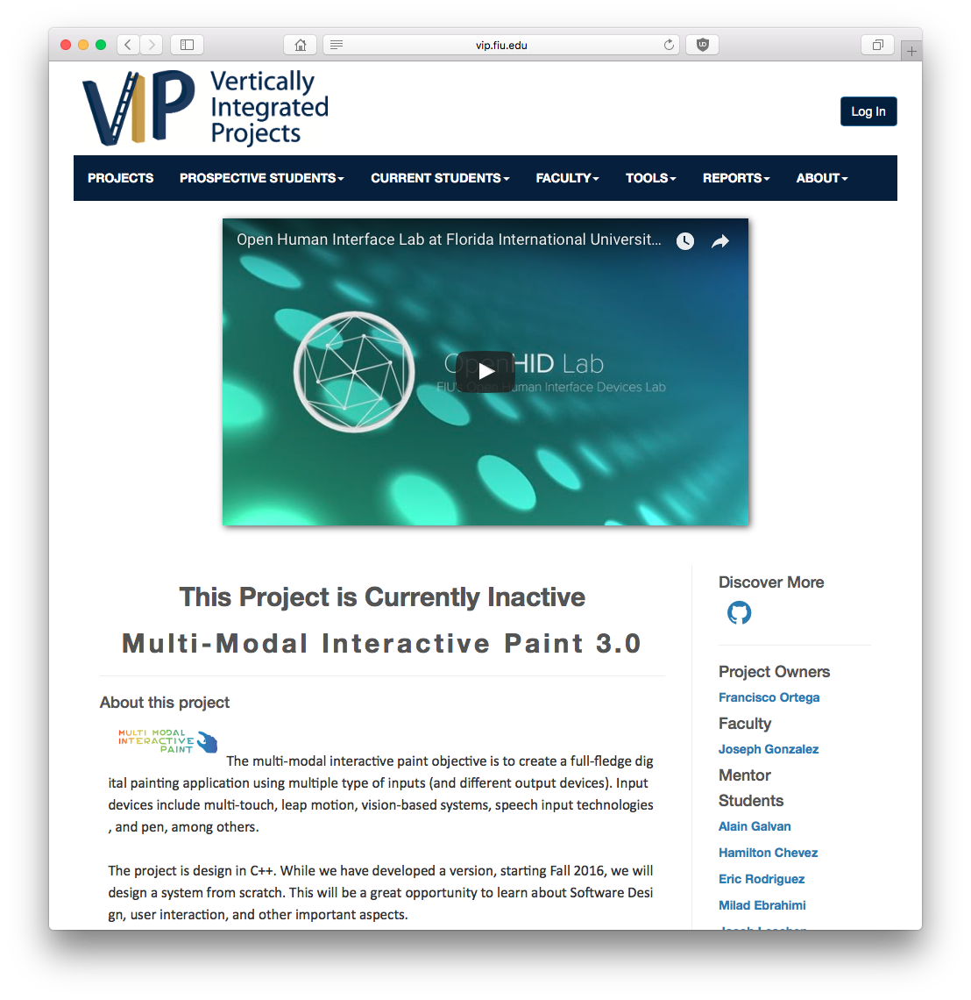 vip.fiu.edu
VIP
Vertically
Integrated
Projects
Log In
PROJECTS PROSPECTIVE STUDENTS CURRENT STUDENTS FACULTY TOOLS REPORTS ABOUT
Open Human Interface Lab at Florida International Universit...
OpenHID Lab
FIU's Open Human Interface Devices Lab
This Project is Currently Inactive
Multi-Modal Interactive Paint 3.0
About this project
MULTI MODAL
INTERACTIVE
PAINT
The multi-modal interactive paint objective is to create a full-fledge dig
ital painting application using multiple type of inputs (and different output devices). Input
devices include multi-touch, leap motion, vision-based systems, speech input technologies
, and pen, among others.
The project is design in C++. While we have developed a version, starting Fall 2016, we will
design a system from scratch. This will be a great opportunity to learn about Software Desi
gn, user interaction, and other important aspects.
Discover More
Project Owners
Francisco Ortega
Faculty
Joseph Gonzalez
Mentor
Students
Alain Galvan
Hamilton Chevez
Eric Rodriguez
Milad Ebrahimi